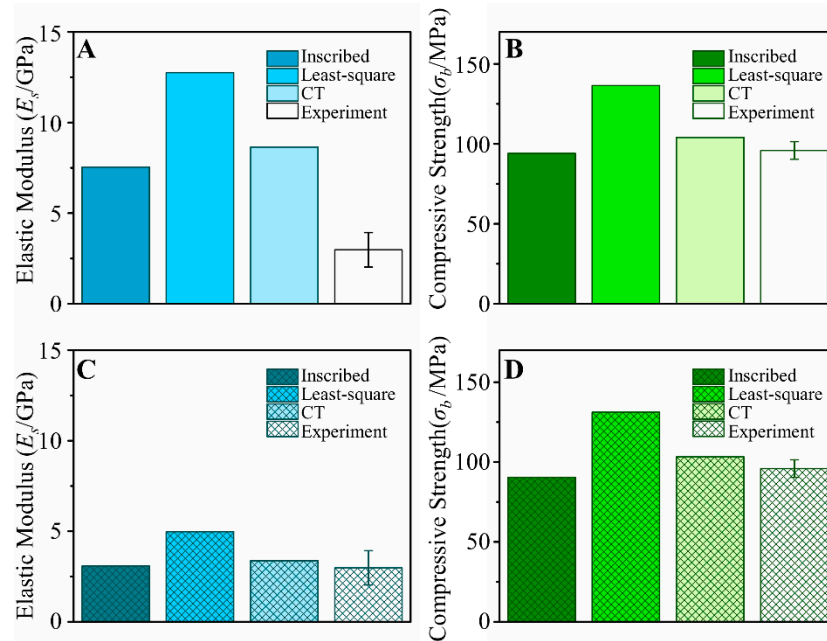 A
Elastic Modulus (Es/GPa)
15
10
5
0
Inscribed
Least-square
CT
Experiment
B
Compressive Strength(σb/MPa)
150
100
50
0
Inscribed
Least-square
CT
Experiment
C
Elastic Modulus (Es/GPa)
15
10
5
0
Inscribed
Least-square
CT
Experiment
D
Compressive Strength(σb/MPa)
150
100
50
0
Inscribed
Least-square
CT
Experiment